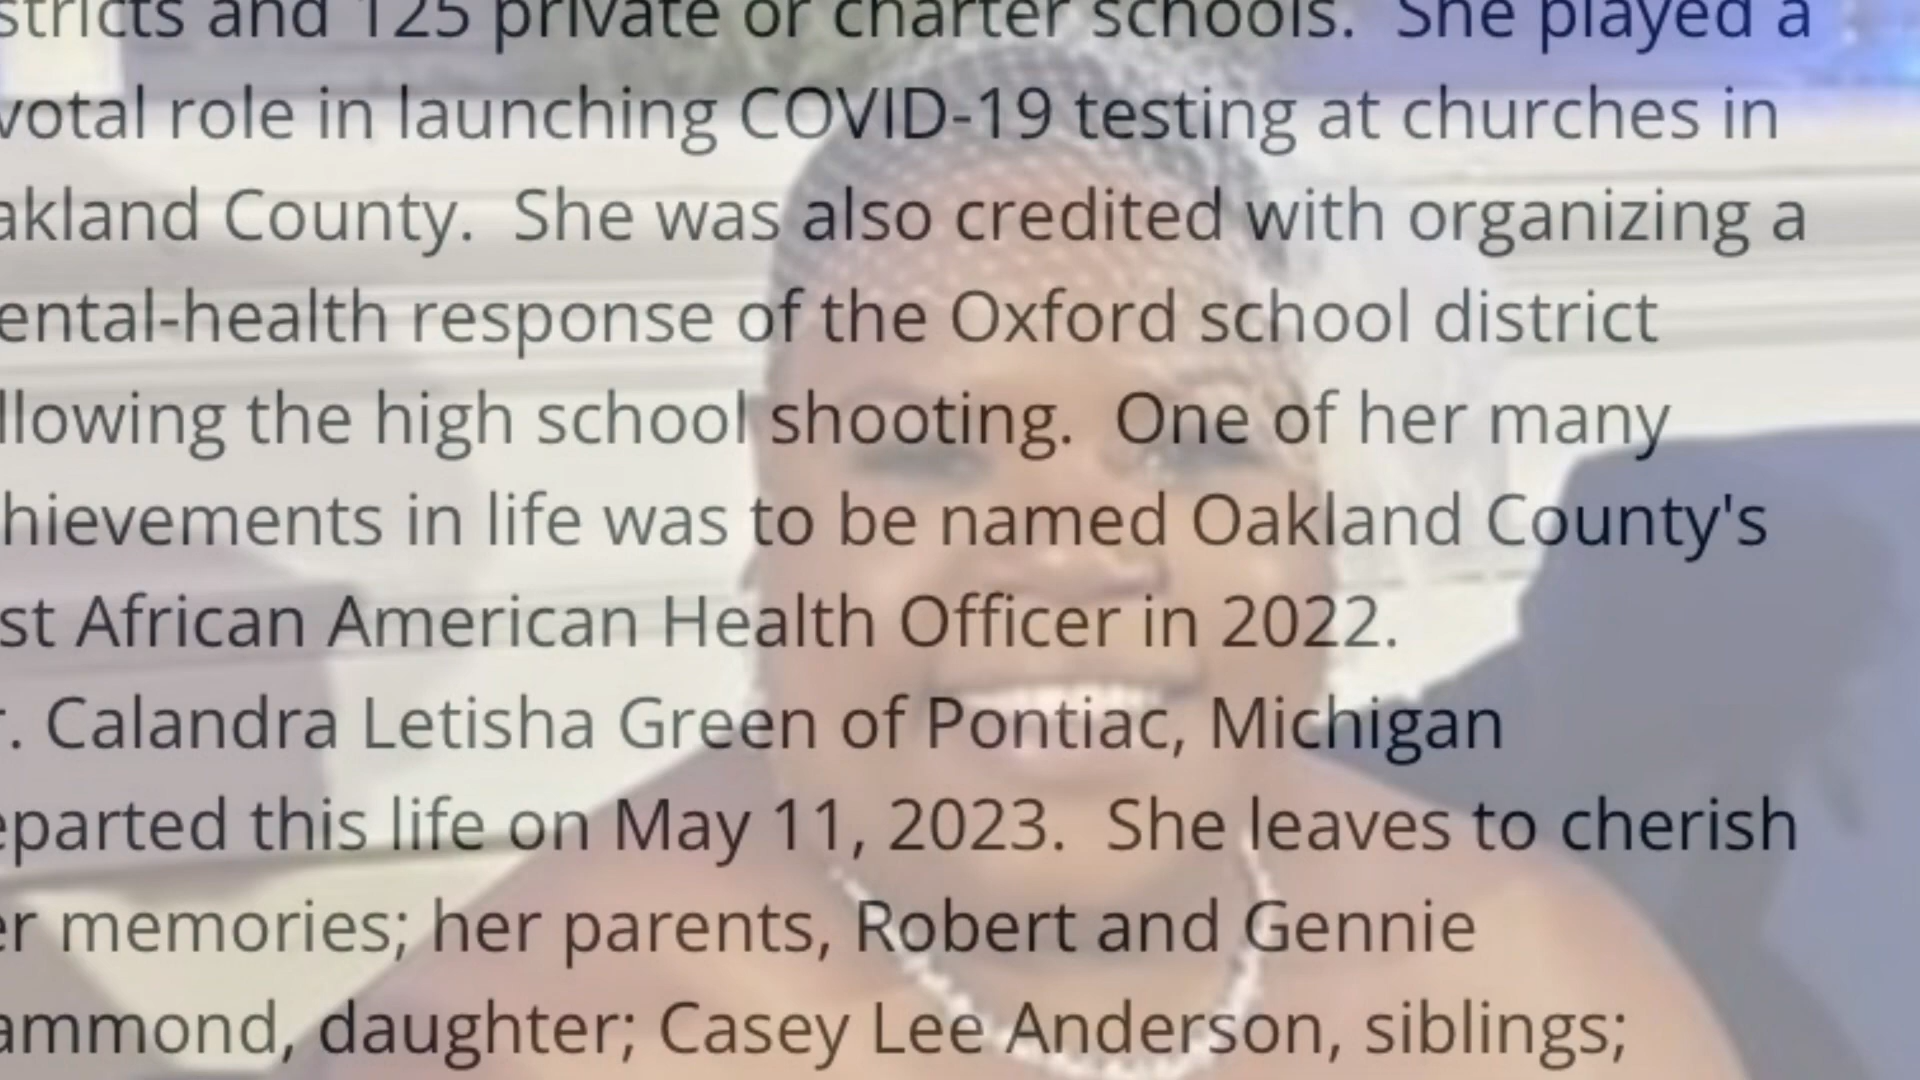 stricts and 125 private or charter schools. She played a
votal role in launching COVID-19 testing at churches in
akland County. She was also credited with organizing a
ental-health response of the Oxford school district
llowing the high school shooting. One of her many
hievements in life was to be named Oakland County's
st African American Health Officer in 2022.
r. Calandra Letisha Green of Pontiac, Michigan
eparted this life on May 11, 2023. She leaves to cherish
er memories; her parents, Robert and Gennie
ammond, daughter; Casey Lee Anderson, siblings;